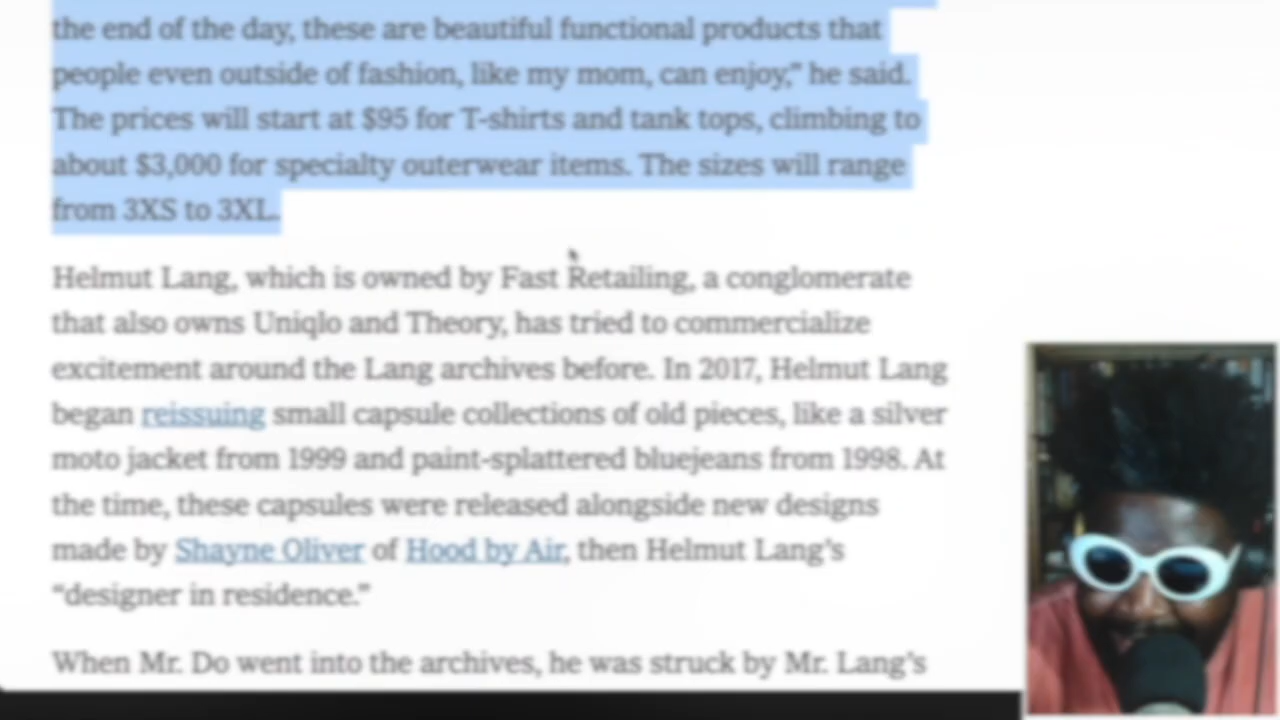 the end of the day, these are beautiful functional products that
people even outside of fashion, like my mom, can enjoy,” he said.
The prices will start at $95 for T-shirts and tank tops, climbing to
about $3,000 for specialty outerwear items. The sizes will range
from 3XS to 3XL.
Helmut Lang, which is owned by Fast Retailing, a conglomerate
that also owns Uniqlo and Theory, has tried to commercialize
excitement around the Lang archives before. In 2017, Helmut Lang
began reissuing small capsule collections of old pieces, like a silver
moto jacket from 1999 and paint-splattered bluejeans from 1998. At
the time, these capsules were released alongside new designs
made by Shayne Oliver of Hood by Air, then Helmut Lang’s
“designer in residence.”
When Mr. Do went into the archives, he was struck by Mr. Lang’s